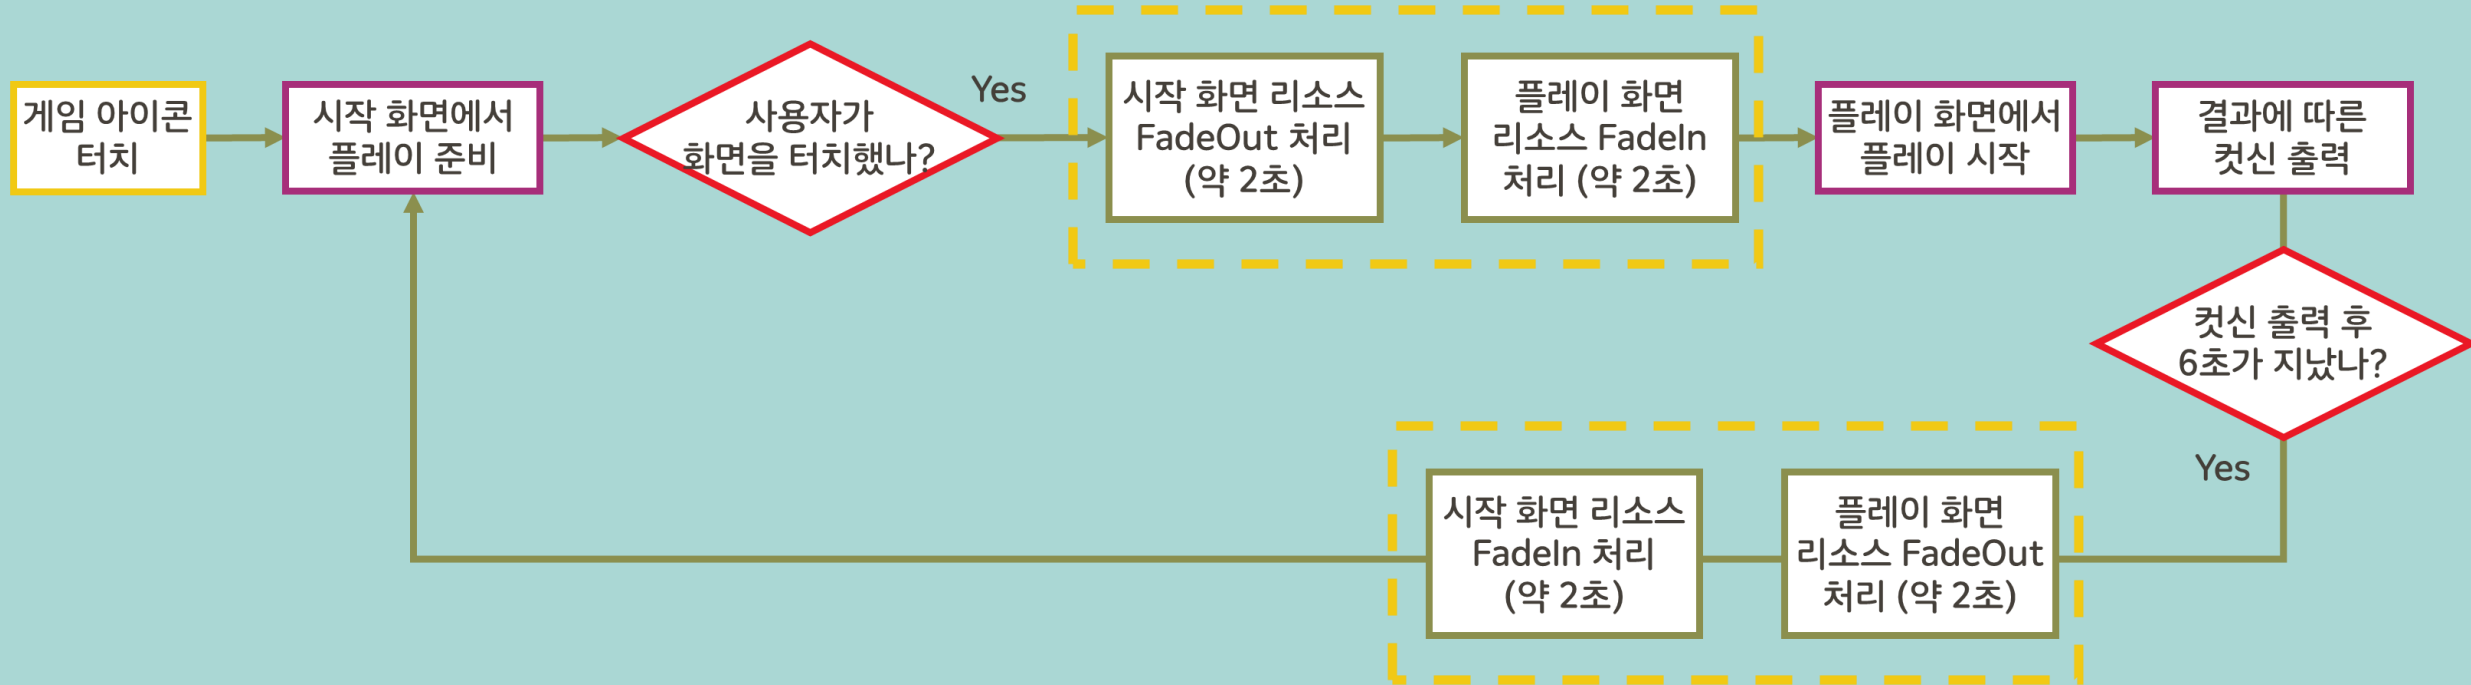 게임 아이콘
터치
시작 화면에서
플레이 준비
사용자가
화면을 터치했나?
Yes
시작 화면 리소스
FadeOut 처리
(약 2초)
플레이 화면
리소스 FadeIn
처리 (약 2초)
플레이 화면에서
플레이 시작
결과에 따른
컷신 출력
컷신 출력 후
6초가 지났나?
Yes
플레이 화면
리소스 FadeOut
처리 (약 2초)
시작 화면 리소스
FadeIn 처리
(약 2초)